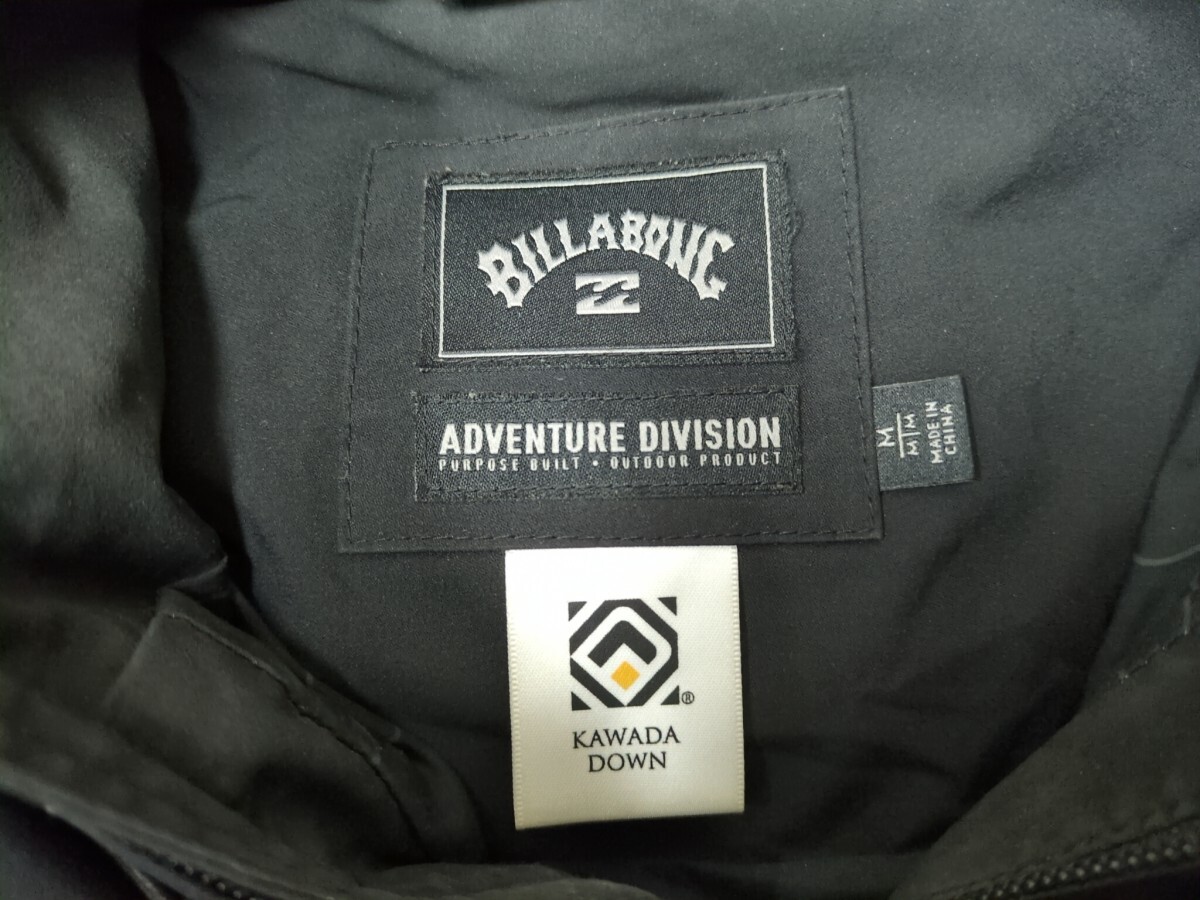 BILLABONG
ADVENTURE DIVISION
PURPOSE BUILT • OUTDOOR PRODUCT
M
M|M
MADE IN
CHINA
®
KAWADA
DOWN